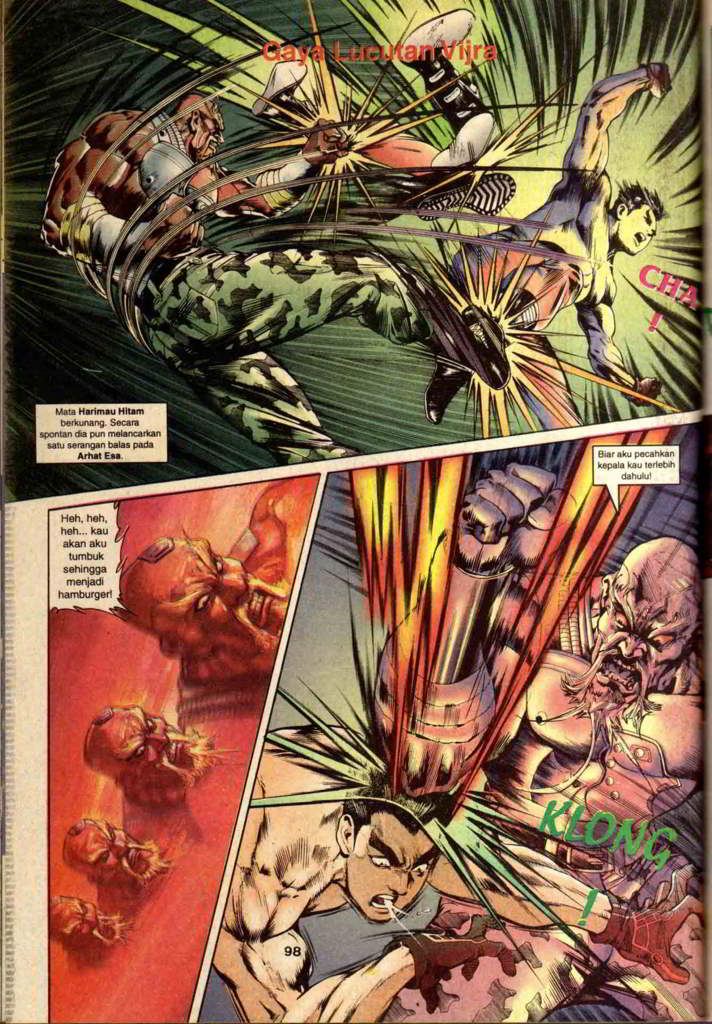 Gaya Lucutan Vijra
CHA
!
Mata Harimau Hitam
berkunang. Secara
spontan dia pun melancarkan
satu serangan balas pada
Arhat Esa.
Biar aku pecahkan
kepala kau terlebih
dahulu!
Heh, heh,
heh... kau
akan aku
tumbuk
sehingga
menjadi
hamburger!
KLONG
!
98